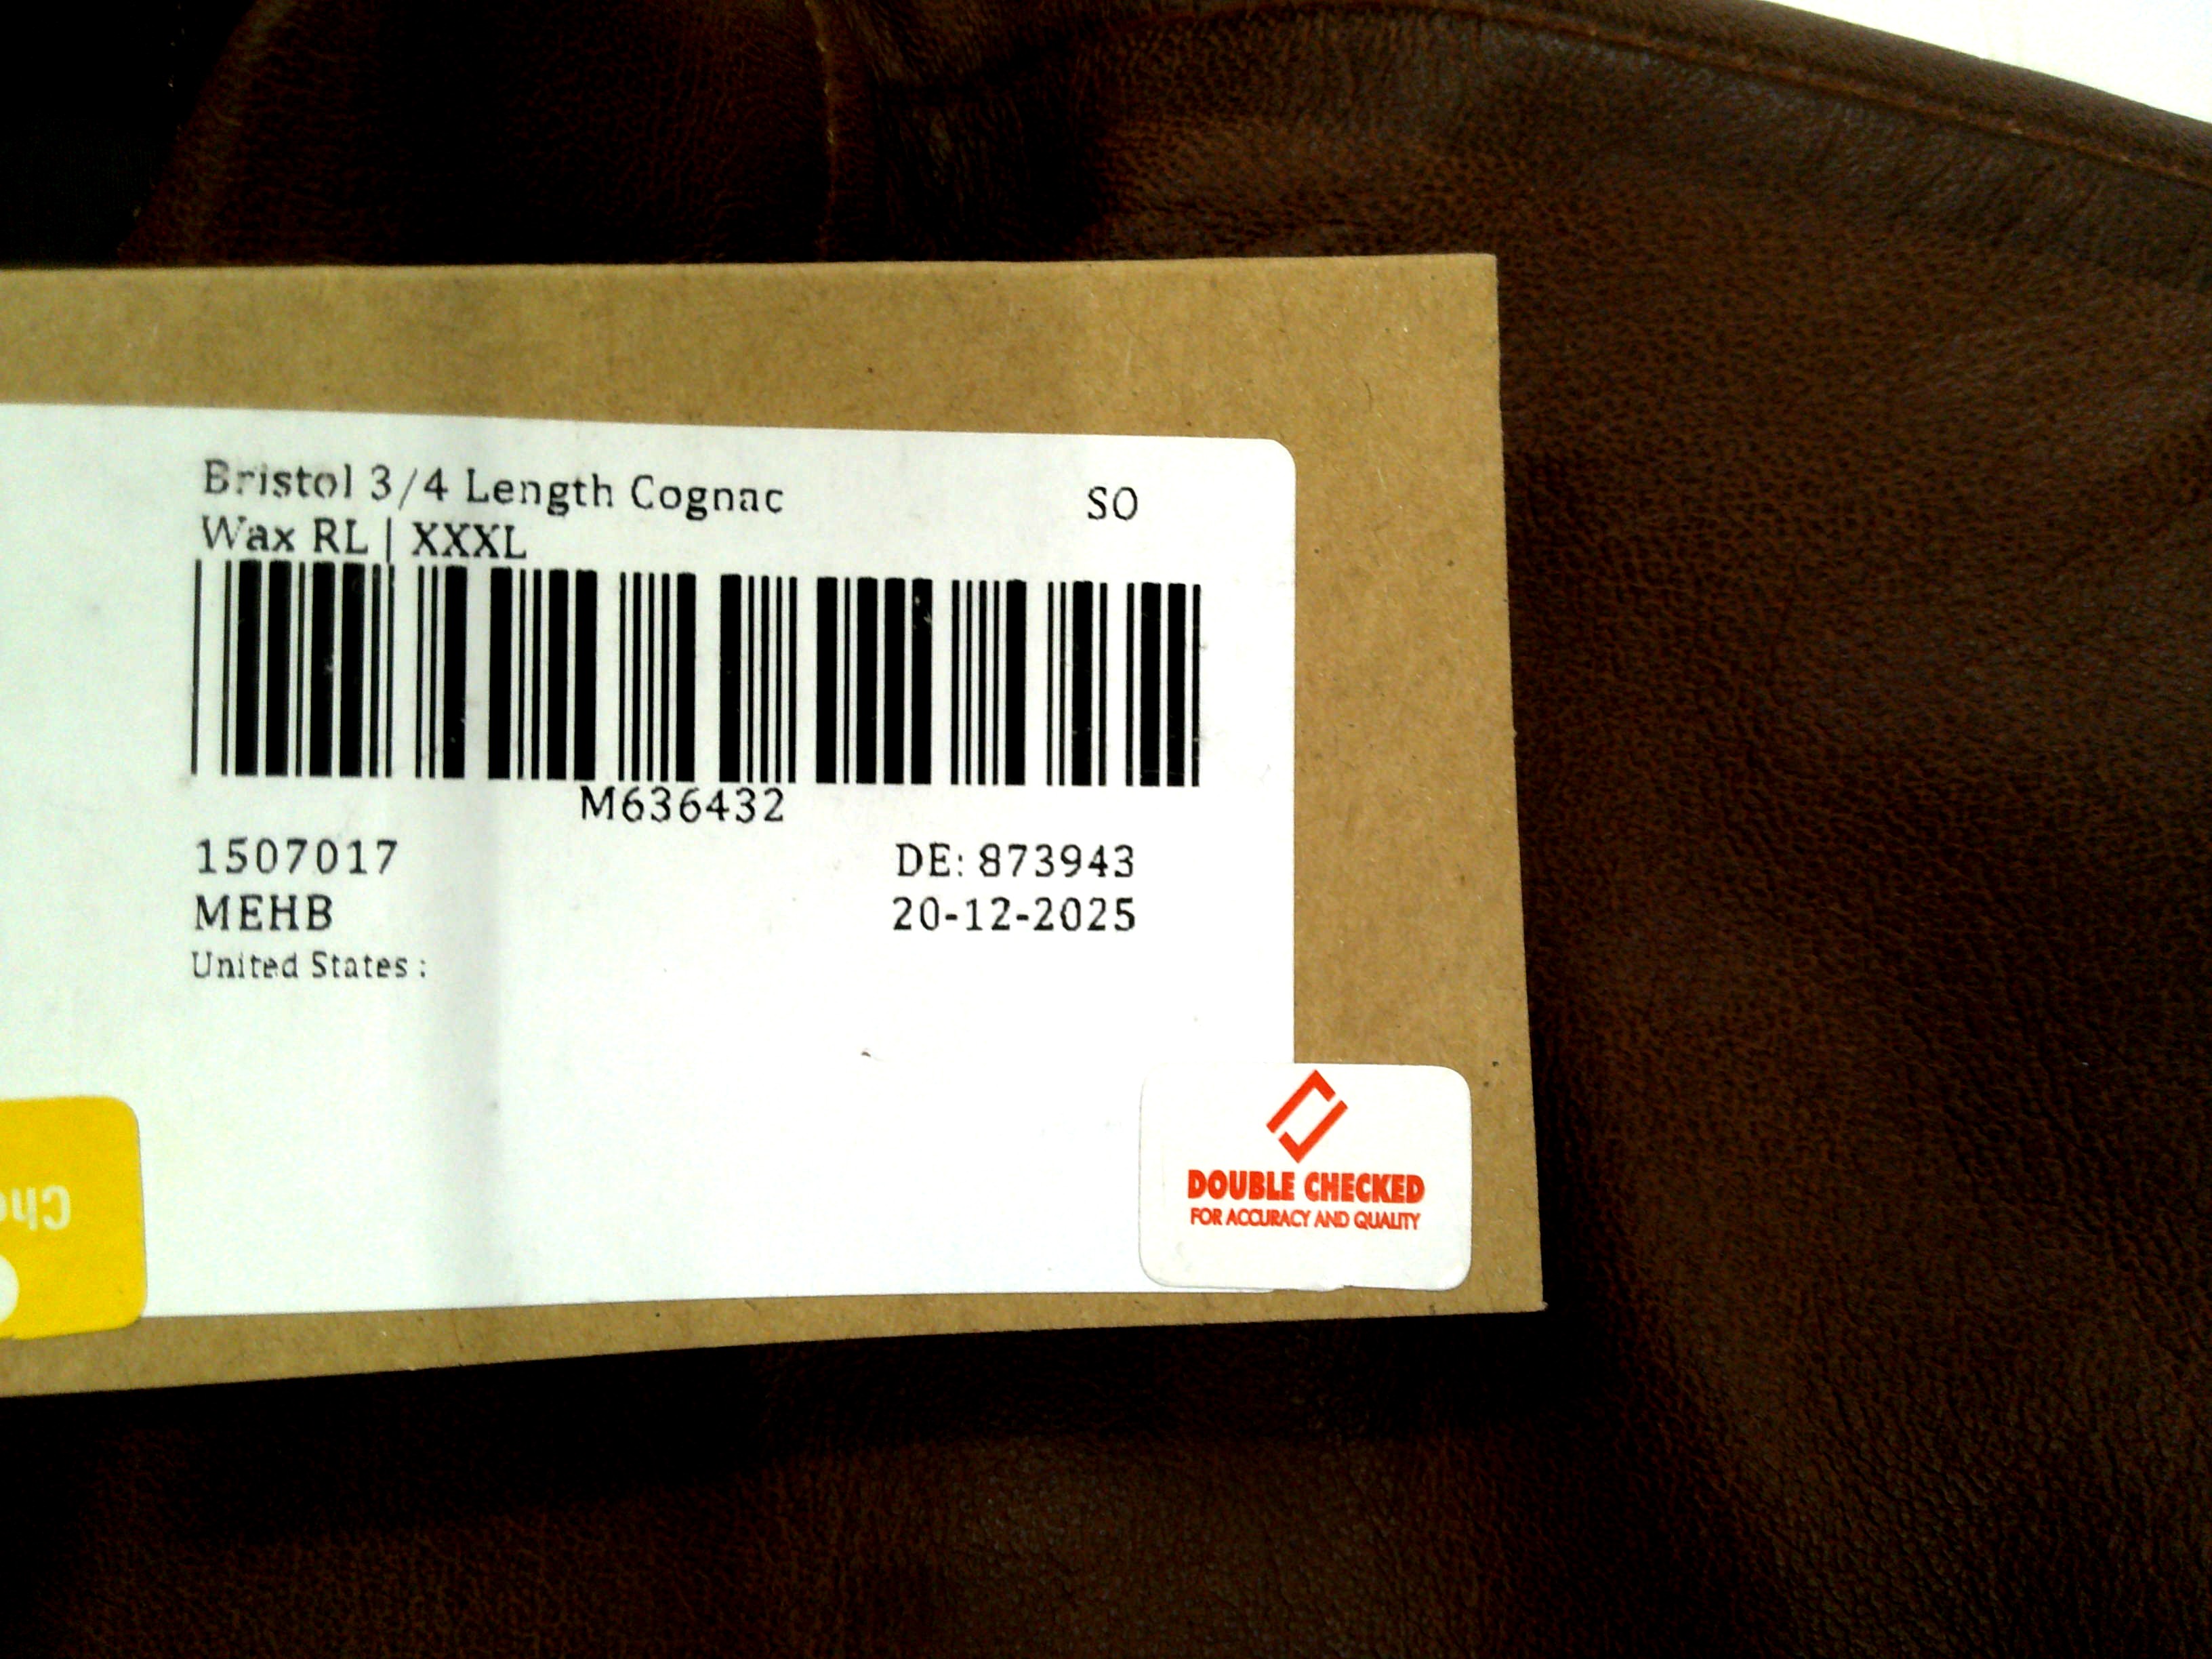 Bristol 3/4 Length Cognac
Wax RL | XXXL
SO
M636432
1507017
MEHB
United States :
DE: 873943
20-12-2025
DOUBLE CHECKED
FOR ACCURACY AND QUALITY